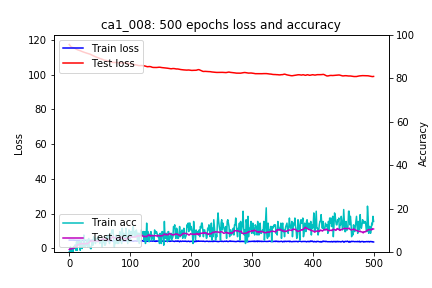 ca1_008: 500 epochs loss and accuracy
120
100
80
60
40
20
0
Loss
100
80
60
40
20
0
Accuracy
Train loss
Test loss
Train acc
Test acc
0 100 200 300 400 500